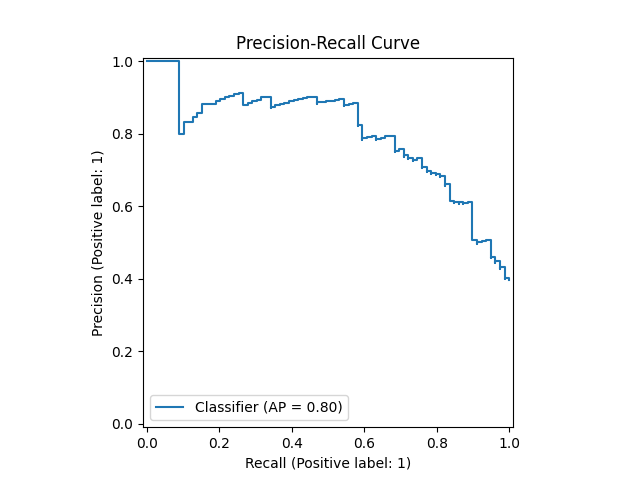 Precision-Recall Curve
1.0
0.8
0.6
0.4
0.2
0.0
Precision (Positive label: 1)
Classifier (AP = 0.80)
0.0 0.2 0.4 0.6 0.8 1.0
Recall (Positive label: 1)